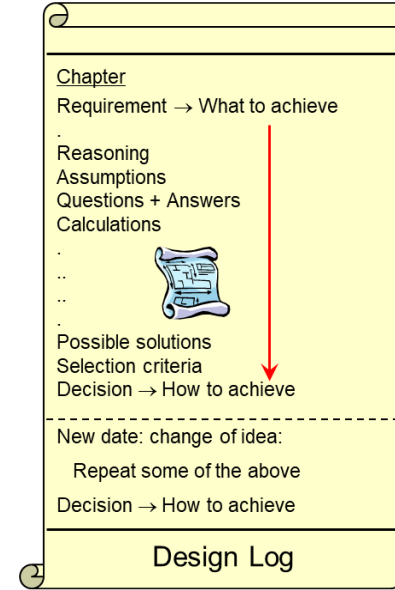 Chapter
Requirement → What to achieve
.
Reasoning
Assumptions
Questions + Answers
Calculations
.
..
..
.
Possible solutions
Selection criteria
Decision → How to achieve
New date: change of idea:
Repeat some of the above
Decision → How to achieve
Design Log